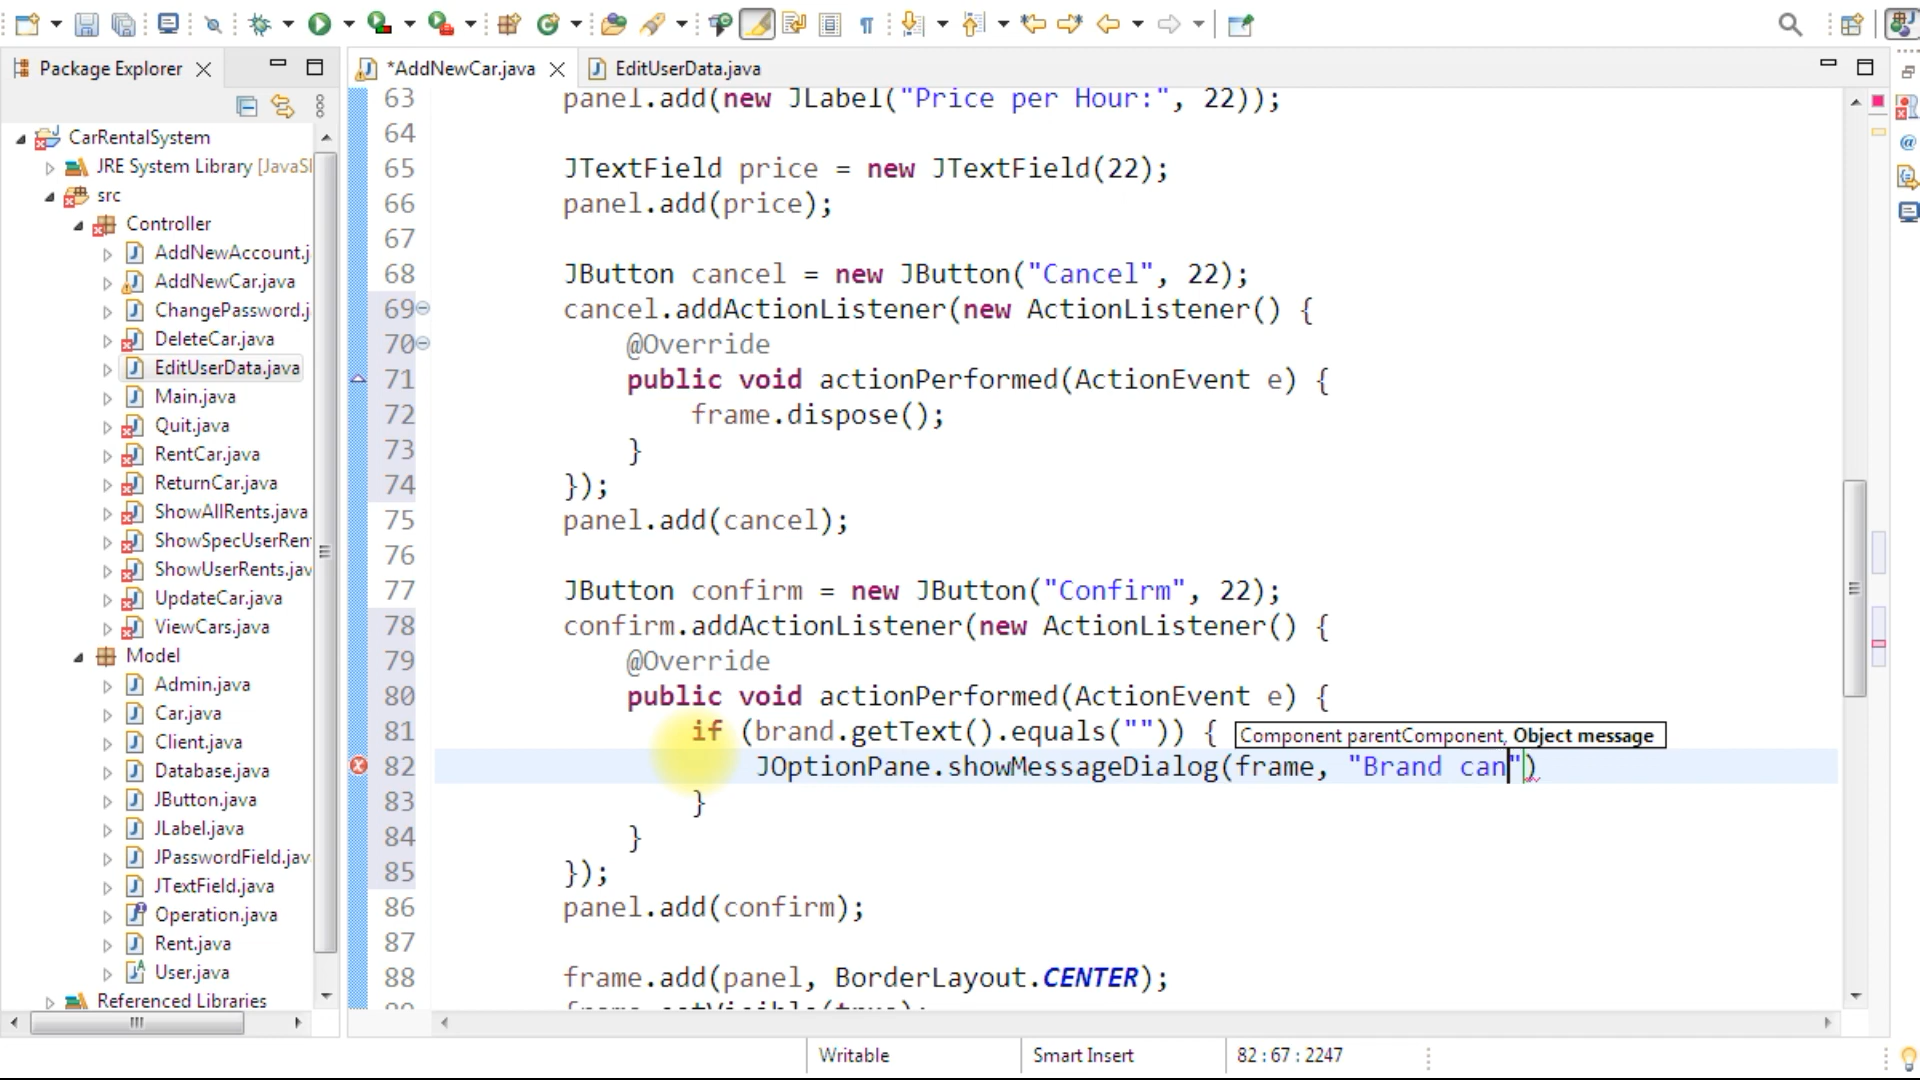 Package Explorer
*AddNewCar.java
EditUserData.java
CarRentalSystem
JRE System Library [JavaSI
src
Controller
AddNewAccount.j
AddNewCar.java
ChangePassword.j
DeleteCar.java
EditUserData.java
Main.java
Quit.java
RentCar.java
ReturnCar.java
ShowAllRents.java
ShowSpecUserRen
ShowUserRents.jav
UpdateCar.java
ViewCars.java
Model
Admin.java
Car.java
Client.java
Database.java
JButton.java
JLabel.java
JPasswordField.jav
JTextField.java
Operation.java
Rent.java
User.java
Referenced Libraries
63 panel.add(new JLabel("Price per Hour:", 22));
64
65 JTextField price = new JTextField(22);
66 panel.add(price);
67
68 JButton cancel = new JButton("Cancel", 22);
69 cancel.addActionListener(new ActionListener() {
70 @Override
71 public void actionPerformed(ActionEvent e) {
72 frame.dispose();
73 }
74 });
75 panel.add(cancel);
76
77 JButton confirm = new JButton("Confirm", 22);
78 confirm.addActionListener(new ActionListener() {
79 @Override
80 public void actionPerformed(ActionEvent e) {
81 if (brand.getText().equals("")) {
Component parentComponent, Object message
82 JOptionPane.showMessageDialog(frame, "Brand can")
83 }
84 }
85 });
86 panel.add(confirm);
87
88 frame.add(panel, BorderLayout.CENTER);
Writable
Smart Insert
82 : 67 : 2247